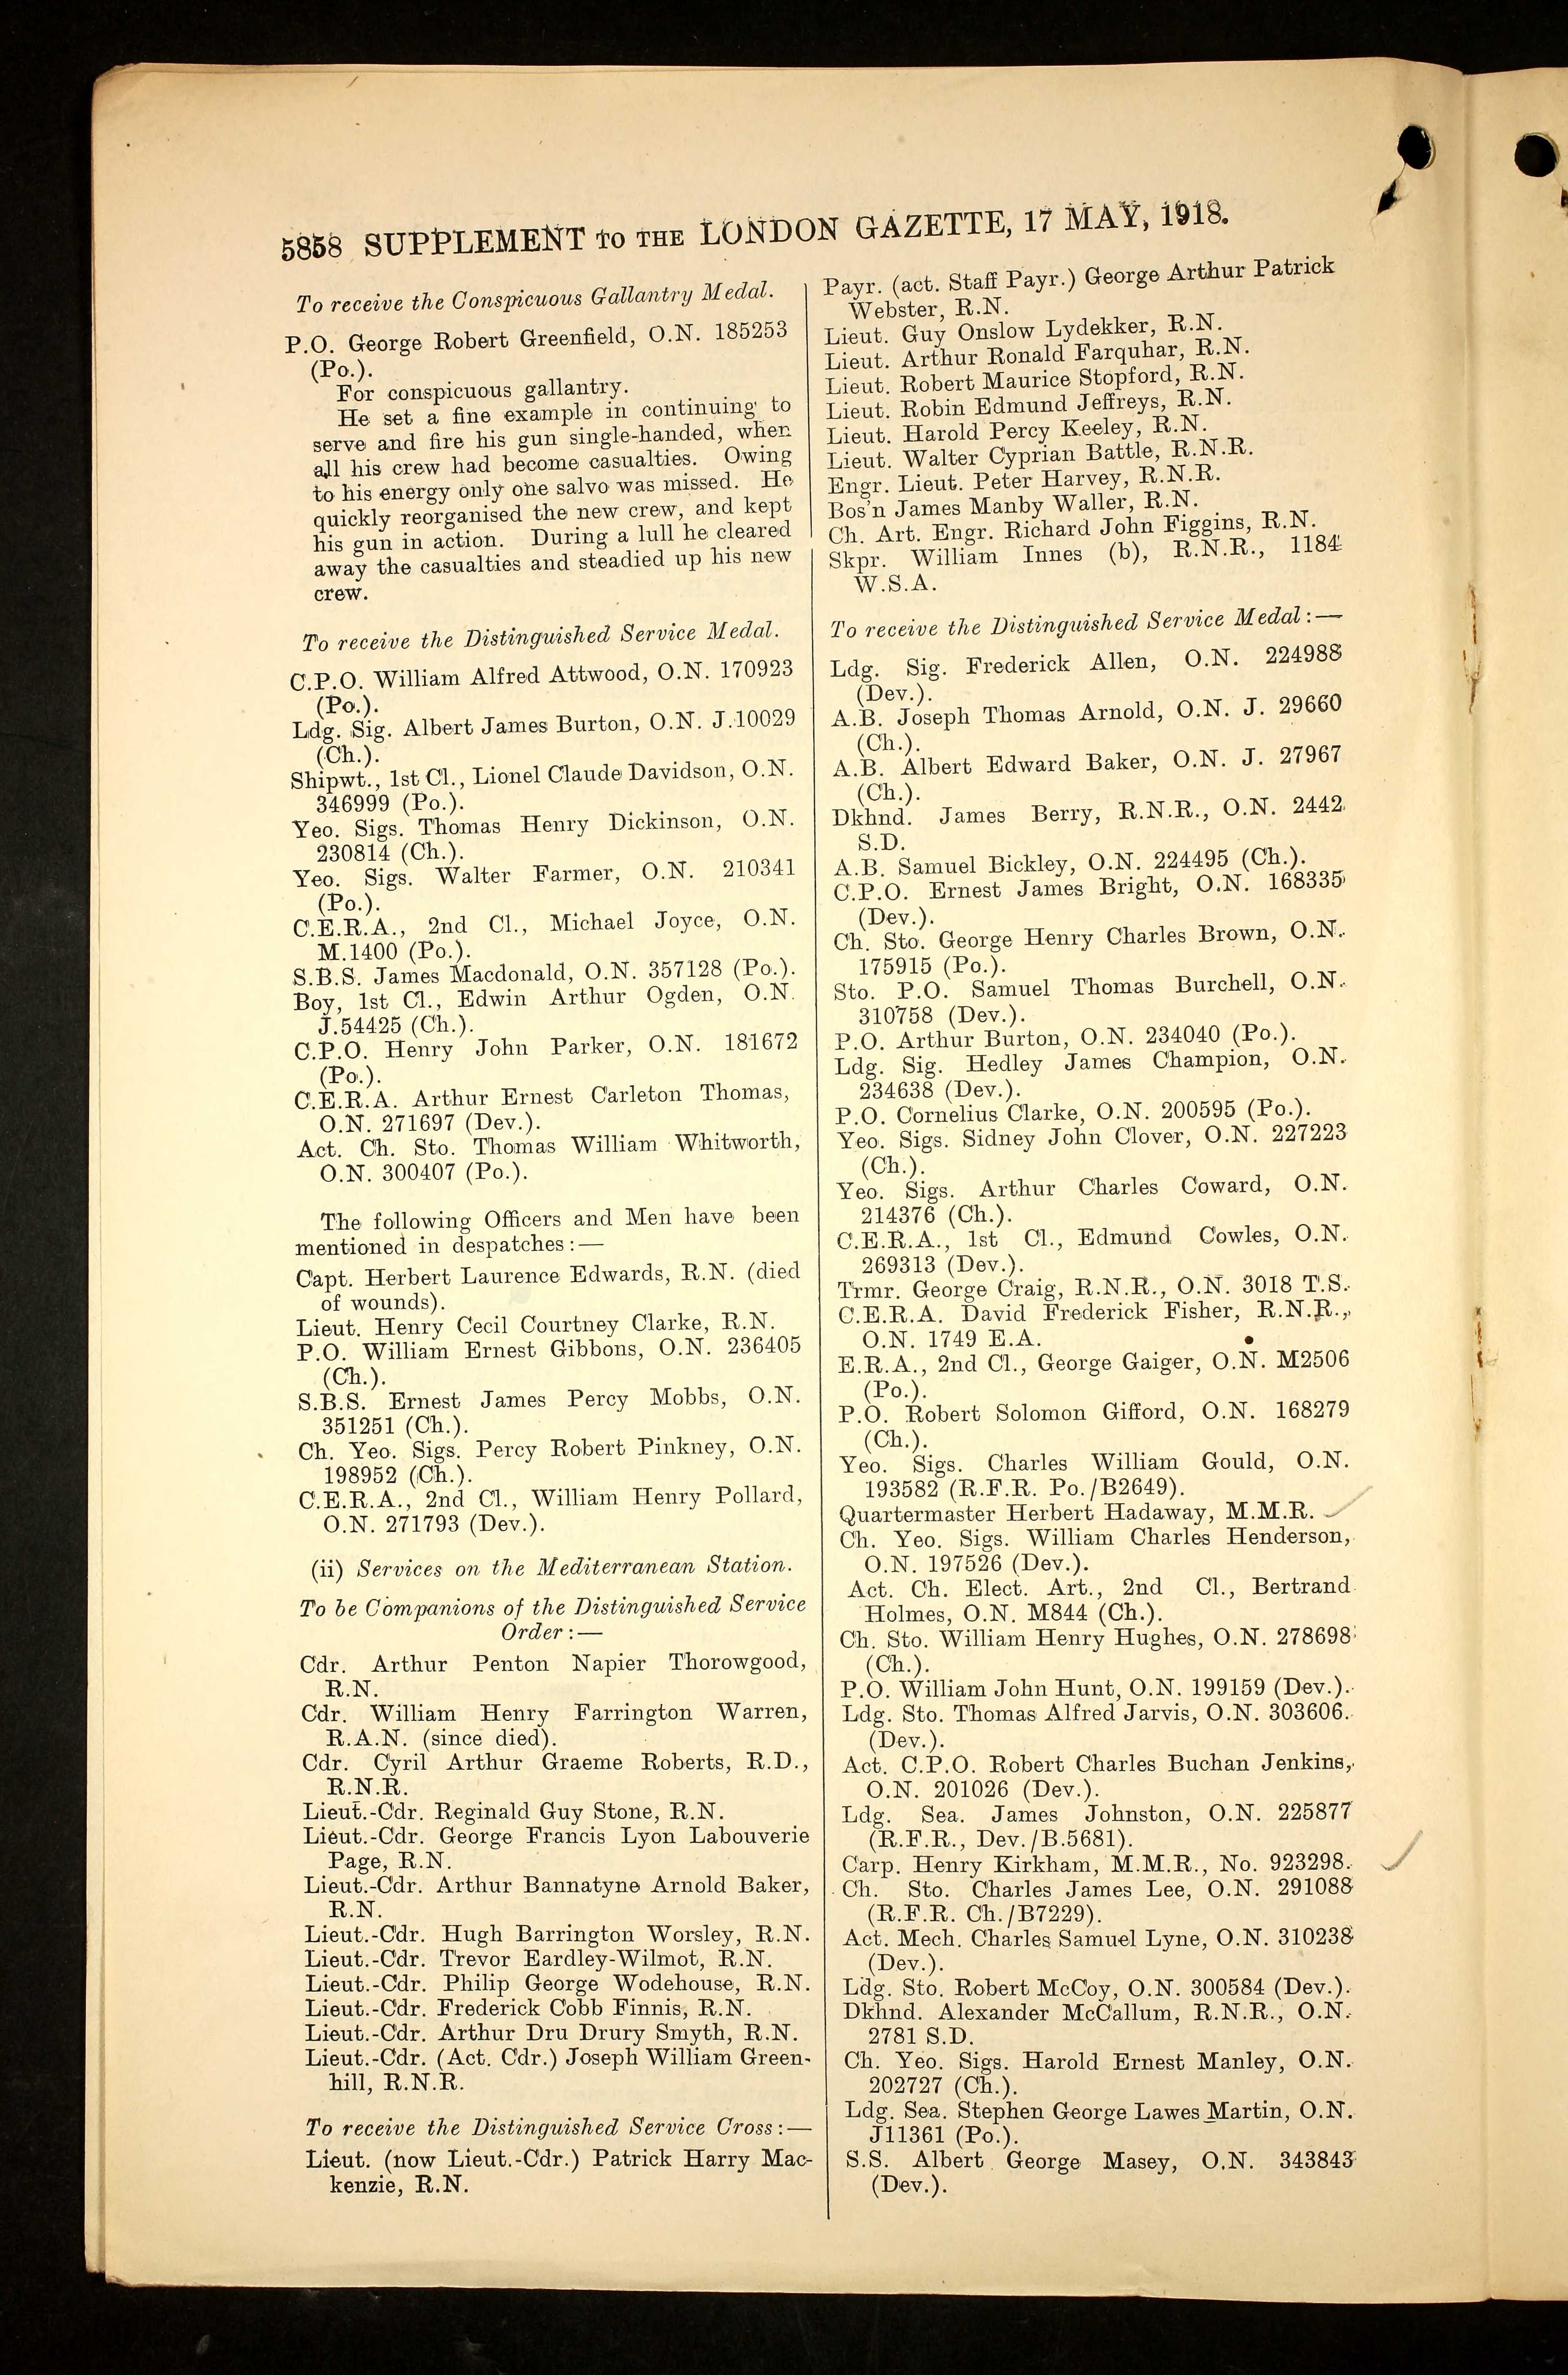 5858 SUPPLEMENT to THE LONDON GAZETTE, 17 MAY, 1918.
To receive the Conspicuous Gallantry Medal.
P.O. George Robert Greenfield, O.N. 185253
(Po.).
For conspicuous gallantry.
He set a fine example in continuing to
serve and fire his gun single-handed, when
all his crew had become casualties. Owing
to his energy only one salvo was missed. He
quickly reorganised the new crew, and kept
his gun in action. During a lull he cleared
away the casualties and steadied up his new
crew.
To receive the Distinguished Service Medal.
C.P.O. William Alfred Attwood, O.N. 170923
(Po.).
Ldg. Sig. Albert James Burton, O.N. J.10029
(Ch.).
Shipwt., 1st Cl., Lionel Claude Davidson, O.N.
346999 (Po.).
Yeo. Sigs. Thomas Henry Dickinson, O.N.
230814 (Ch.).
Yeo. Sigs. Walter Farmer, O.N. 210341
(Po.).
C.E.R.A., 2nd Cl., Michael Joyce, O.N.
M.1400 (Po.).
S.B.S. James Macdonald, O.N. 357128 (Po.).
Boy, 1st Cl., Edwin Arthur Ogden, O.N.
J.54425 (Ch.).
C.P.O. Henry John Parker, O.N. 181672
(Po.).
C.E.R.A. Arthur Ernest Carleton Thomas,
O.N. 271697 (Dev.).
Act. Ch. Sto. Thomas William Whitworth,
O.N. 300407 (Po.).
The following Officers and Men have been
mentioned in despatches:—
Capt. Herbert Laurence Edwards, R.N. (died
of wounds).
Lieut. Henry Cecil Courtney Clarke, R.N.
P.O. William Ernest Gibbons, O.N. 236405
(Ch.).
S.B.S. Ernest James Percy Mobbs, O.N.
351251 (Ch.).
Ch. Yeo. Sigs. Percy Robert Pinkney, O.N.
198952 (Ch.).
C.E.R.A., 2nd Cl., William Henry Pollard,
O.N. 271793 (Dev.).
(ii) Services on the Mediterranean Station.
To be Companions of the Distinguished Service
Order:—
Cdr. Arthur Penton Napier Thorowgood,
R.N.
Cdr. William Henry Farrington Warren,
R.A.N. (since died).
Cdr. Cyril Arthur Graeme Roberts, R.D.,
R.N.R.
Lieut.-Cdr. Reginald Guy Stone, R.N.
Lieut.-Cdr. George Francis Lyon Labouverie
Page, R.N.
Lieut.-Cdr. Arthur Bannatyne Arnold Baker,
R.N.
Lieut.-Cdr. Hugh Barrington Worsley, R.N.
Lieut.-Cdr. Trevor Eardley-Wilmot, R.N.
Lieut.-Cdr. Philip George Wodehouse, R.N.
Lieut.-Cdr. Frederick Cobb Finnis, R.N.
Lieut.-Cdr. Arthur Dru Drury Smyth, R.N.
Lieut.-Cdr. (Act. Cdr.) Joseph William Green-
hill, R.N.R.
To receive the Distinguished Service Cross:—
Lieut. (now Lieut.-Cdr.) Patrick Harry Mac-
kenzie, R.N.
Payr. (act. Staff Payr.) George Arthur Patrick
Webster, R.N.
Lieut. Guy Onslow Lydekker, R.N.
Lieut. Arthur Ronald Farquhar, R.N.
Lieut. Robert Maurice Stopford, R.N.
Lieut. Robin Edmund Jeffreys, R.N.
Lieut. Harold Percy Keeley, R.N.
Lieut. Walter Cyprian Battle, R.N.R.
Engr. Lieut. Peter Harvey, R.N.R.
Bos'n James Manby Waller, R.N.
Ch. Art. Engr. Richard John Figgins, R.N.
Skpr. William Innes (b), R.N.R., 1184
W.S.A.
To receive the Distinguished Service Medal:—
Ldg. Sig. Frederick Allen, O.N. 224988
(Dev.).
A.B. Joseph Thomas Arnold, O.N. J. 29660
(Ch.).
A.B. Albert Edward Baker, O.N. J. 27967
(Ch.).
Dkhnd. James Berry, R.N.R., O.N. 2442
S.D.
A.B. Samuel Bickley, O.N. 224495 (Ch.).
C.P.O. Ernest James Bright, O.N. 168335
(Dev.).
Ch. Sto. George Henry Charles Brown, O.N.
175915 (Po.).
Sto. P.O. Samuel Thomas Burchell, O.N.
310758 (Dev.).
P.O. Arthur Burton, O.N. 234040 (Po.).
Ldg. Sig. Hedley James Champion, O.N.
234638 (Dev.).
P.O. Cornelius Clarke, O.N. 200595 (Po.).
Yeo. Sigs. Sidney John Clover, O.N. 227223
(Ch.).
Yeo. Sigs. Arthur Charles Coward, O.N.
214376 (Ch.).
C.E.R.A., 1st Cl., Edmund Cowles, O.N.
269313 (Dev.).
Trmr. George Craig, R.N.R., O.N. 3018 T.S.
C.E.R.A. David Frederick Fisher, R.N.R.,
O.N. 1749 E.A.
E.R.A., 2nd Cl., George Gaiger, O.N. M2506
(Po.).
P.O. Robert Solomon Gifford, O.N. 168279
(Ch.).
Yeo. Sigs. Charles William Gould, O.N.
193582 (R.F.R. Po./B2649).
Quartermaster Herbert Hadaway, M.M.R.
Ch. Yeo. Sigs. William Charles Henderson,
O.N. 197526 (Dev.).
Act. Ch. Elect. Art., 2nd Cl., Bertrand
Holmes, O.N. M844 (Ch.).
Ch. Sto. William Henry Hughes, O.N. 278698
(Ch.).
P.O. William John Hunt, O.N. 199159 (Dev.).
Ldg. Sto. Thomas Alfred Jarvis, O.N. 303606.
(Dev.).
Act. C.P.O. Robert Charles Buchan Jenkins,
O.N. 201026 (Dev.).
Ldg. Sea. James Johnston, O.N. 225877
(R.F.R., Dev./B.5681).
Carp. Henry Kirkham, M.M.R., No. 923298.
Ch. Sto. Charles James Lee, O.N. 291088
(R.F.R. Ch./B7229).
Act. Mech. Charles Samuel Lyne, O.N. 310238
(Dev.).
Ldg. Sto. Robert McCoy, O.N. 300584 (Dev.).
Dkhnd. Alexander McCallum, R.N.R., O.N.
2781 S.D.
Ch. Yeo. Sigs. Harold Ernest Manley, O.N.
202727 (Ch.).
Ldg. Sea. Stephen George Lawes Martin, O.N.
J11361 (Po.).
S.S. Albert George Masey, O.N. 343843
(Dev.).